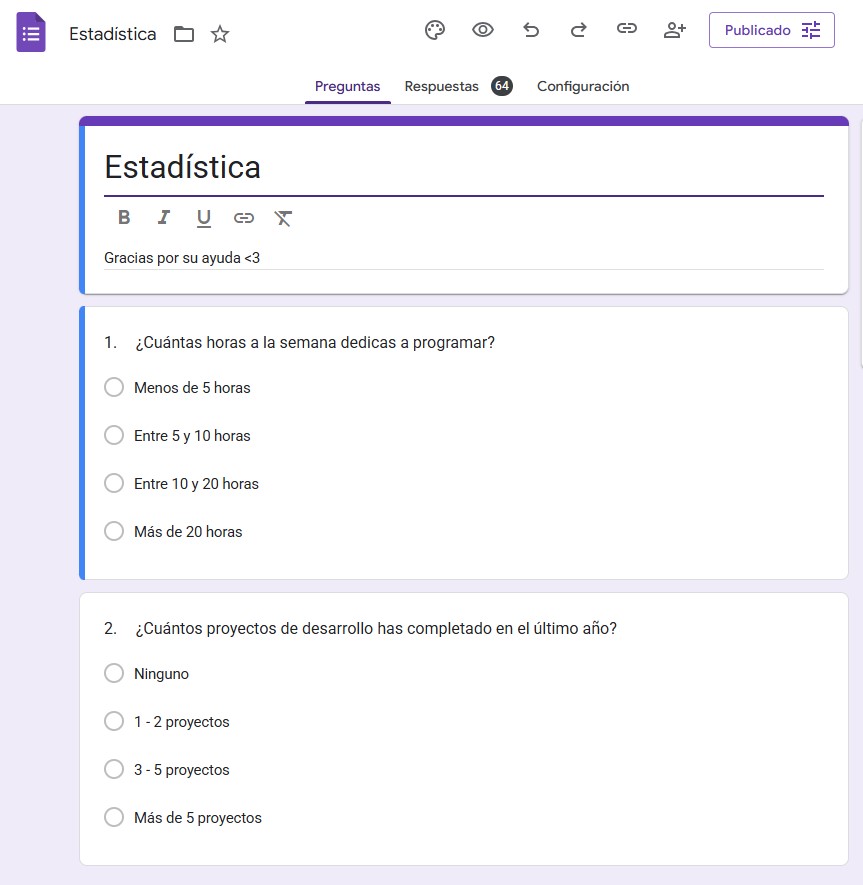 Estadística
Publicado
Preguntas
Respuestas 64
Configuración
Estadística
B I U
Gracias por su ayuda <3
1. ¿Cuántas horas a la semana dedicas a programar?
Menos de 5 horas
Entre 5 y 10 horas
Entre 10 y 20 horas
Más de 20 horas
2. ¿Cuántos proyectos de desarrollo has completado en el último año?
Ninguno
1 - 2 proyectos
3 - 5 proyectos
Más de 5 proyectos